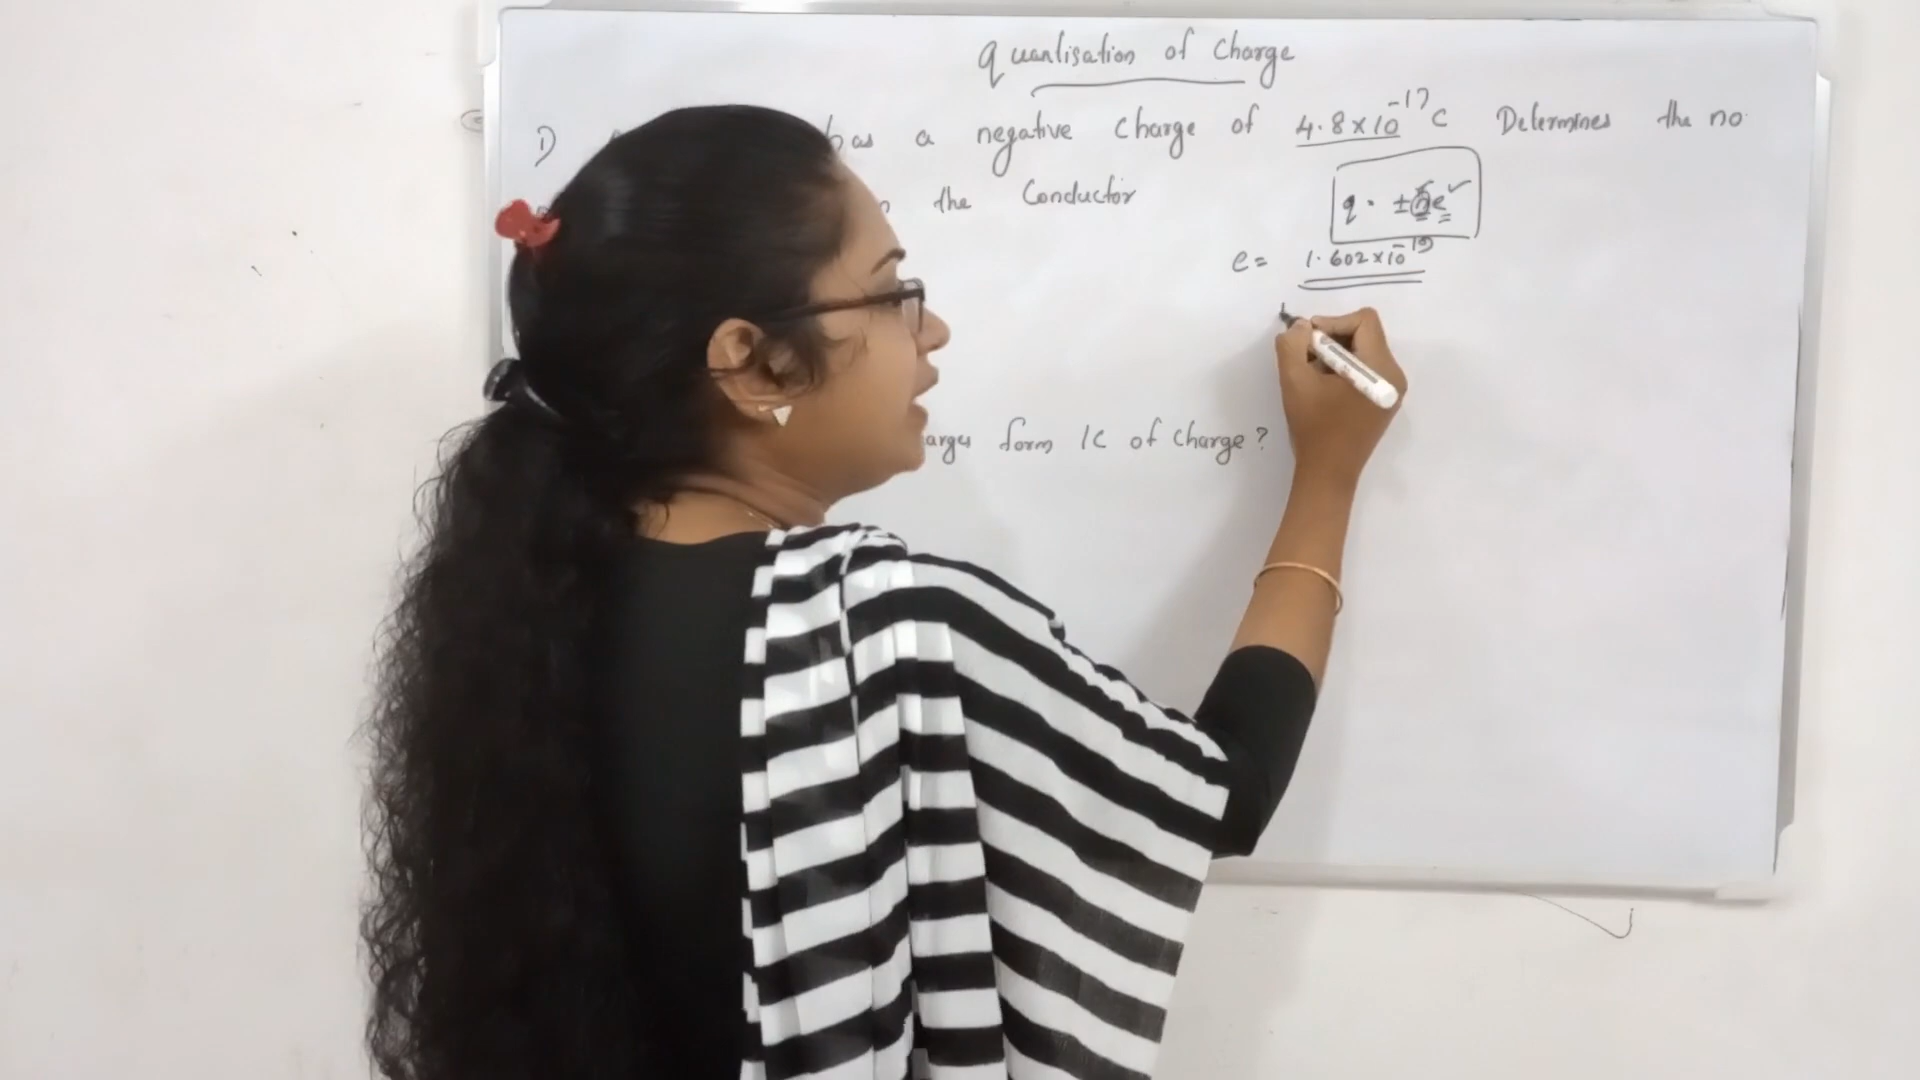 Quantisation of Charge
1) has a negative charge of 4.8×10⁻¹⁷ C Determines the no
the Conductor
q = ±ne
e = 1.602×10⁻¹⁹
form 1C of charge?